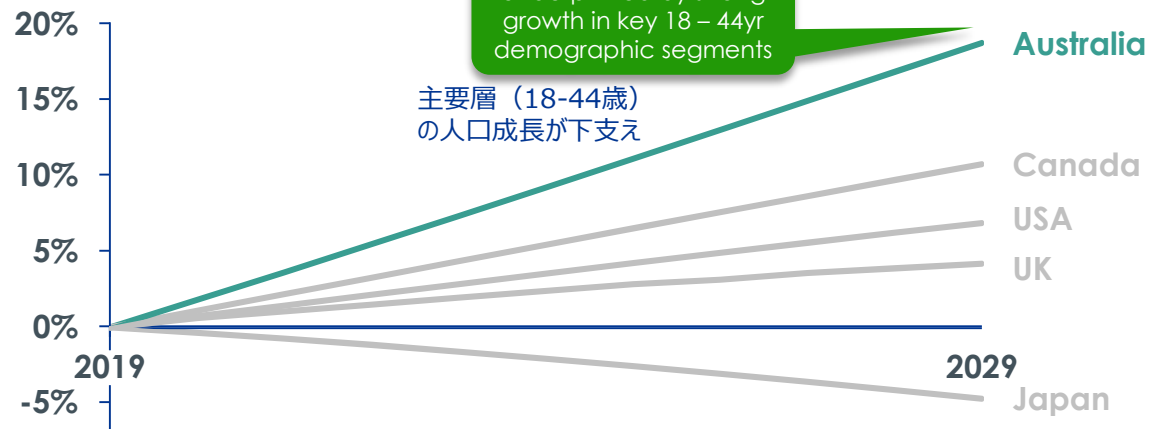 growth in key 18 – 44yr
demographic segments
20%
Australia
主要層（18-44歳）
の人口成長が下支え
15%
10%
Canada
5%
USA
UK
0%
2019
2029
-5%
Japan